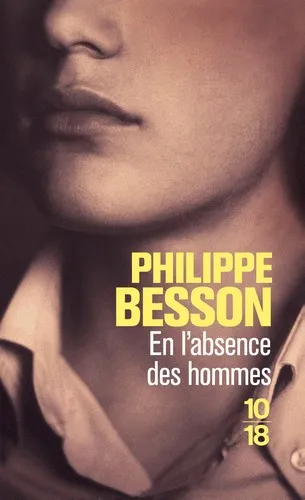 PHILIPPE
BESSON
En l'absence
des hommes
10
18